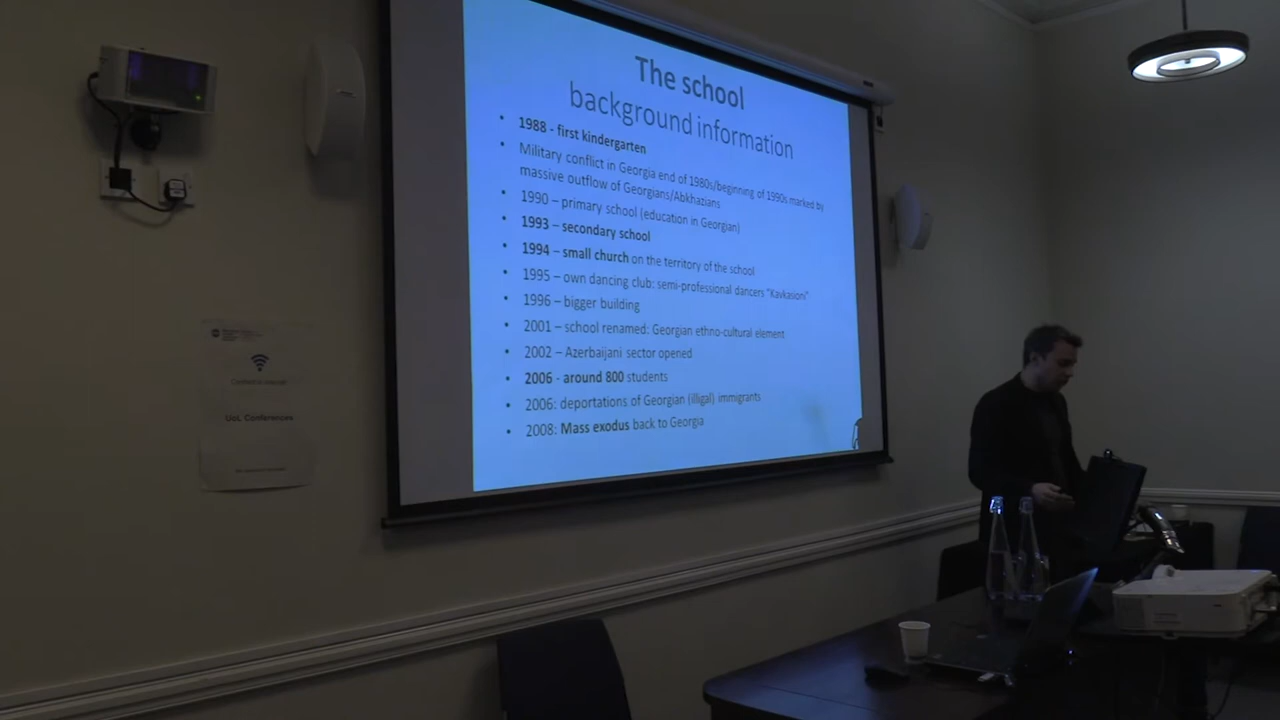 The school
background information
• 1988 - first kindergarten
• Military conflict in Georgia end of 1980s/beginning of 1990s marked by
massive outflow of Georgians/Abkhazians
• 1990 – primary school (education in Georgian)
• 1993 – secondary school
• 1994 – small church on the territory of the school
• 1995 – own dancing club: semi-professional dancers "Kavkasioni"
• 1996 – bigger building
• 2001 – school renamed: Georgian ethno-cultural element
• 2002 – Azerbaijani sector opened
• 2006 - around 800 students
• 2006: deportations of Georgian (illigal) immigrants
• 2008: Mass exodus back to Georgia
UCL Conferences